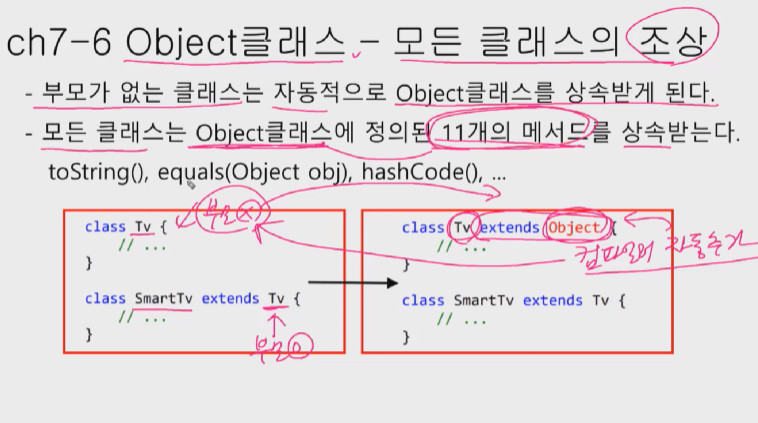 ch7-6 Object클래스 - 모든 클래스의 조상
- 부모가 없는 클래스는 자동적으로 Object클래스를 상속받게 된다.
- 모든 클래스는 Object클래스에 정의된 11개의 메서드를 상속받는다.
toString(), equals(Object obj), hashCode(), ...
부모 X
class Tv {
// ...
}
class SmartTv extends Tv {
// ...
}
부모 O
class Tv extends Object {
// ...
컴파일러 자동추가
}
class SmartTv extends Tv {
// ...
}